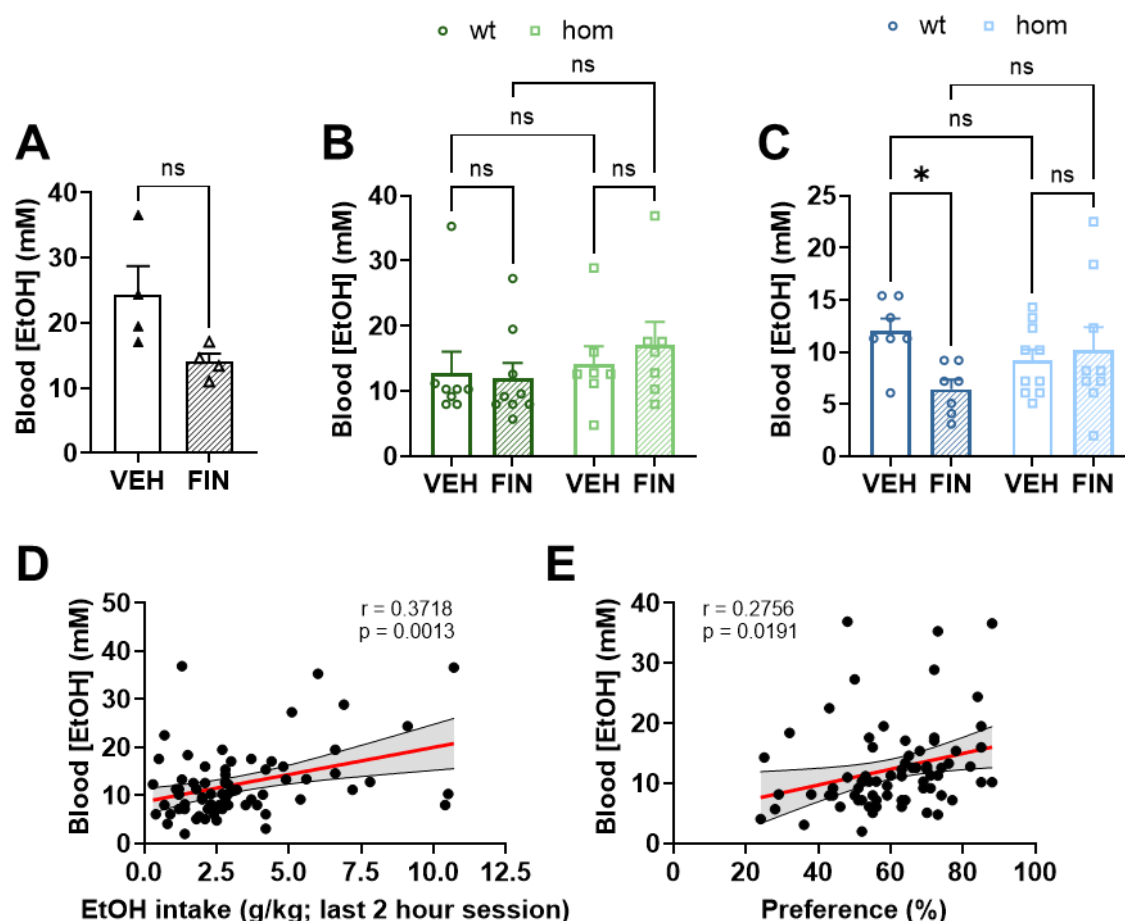 wt hom
wt hom
A
ns
Blood [EtOH] (mM)
40
30
20
10
0
VEH FIN
B
ns
ns
ns
ns
Blood [EtOH] (mM)
40
30
20
10
0
VEH FIN VEH FIN
C
ns
ns
*
ns
Blood [EtOH] (mM)
25
20
15
10
5
0
VEH FIN VEH FIN
D
r = 0.3718
p = 0.0013
Blood [EtOH] (mM)
50
40
30
20
10
0
0.0 2.5 5.0 7.5 10.0 12.5
EtOH intake (g/kg; last 2 hour session)
E
r = 0.2756
p = 0.0191
Blood [EtOH] (mM)
40
30
20
10
0
0 20 40 60 80 100
Preference (%)